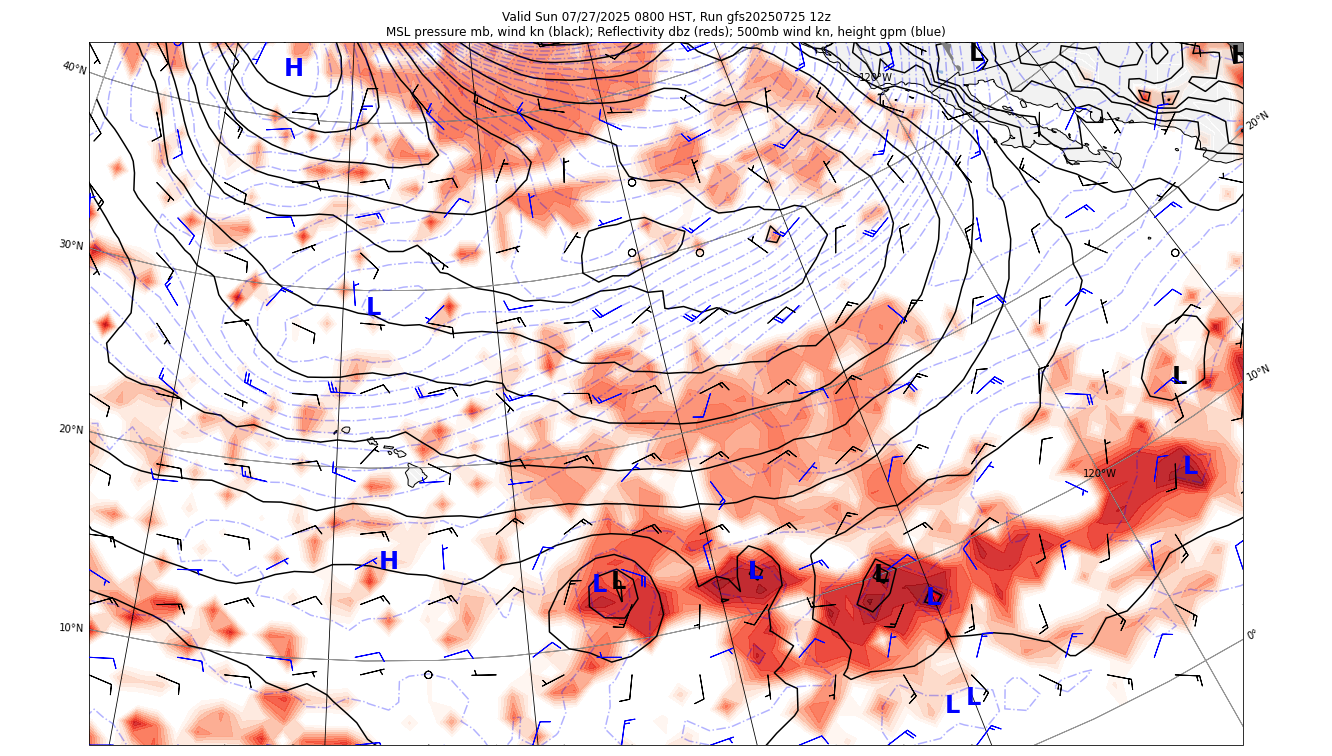 Valid Sun 07/27/2025 0800 HST, Run gfs20250725 12z
MSL pressure mb, wind kn (black); Reflectivity dbz (reds); 500mb wind kn, height gpm (blue)
L
H
H
40°N
120°W
20°N
30°N
L
10°N
L
20°N
L
120°W
H
L
L
L
L
L
10°N
0°
L
L